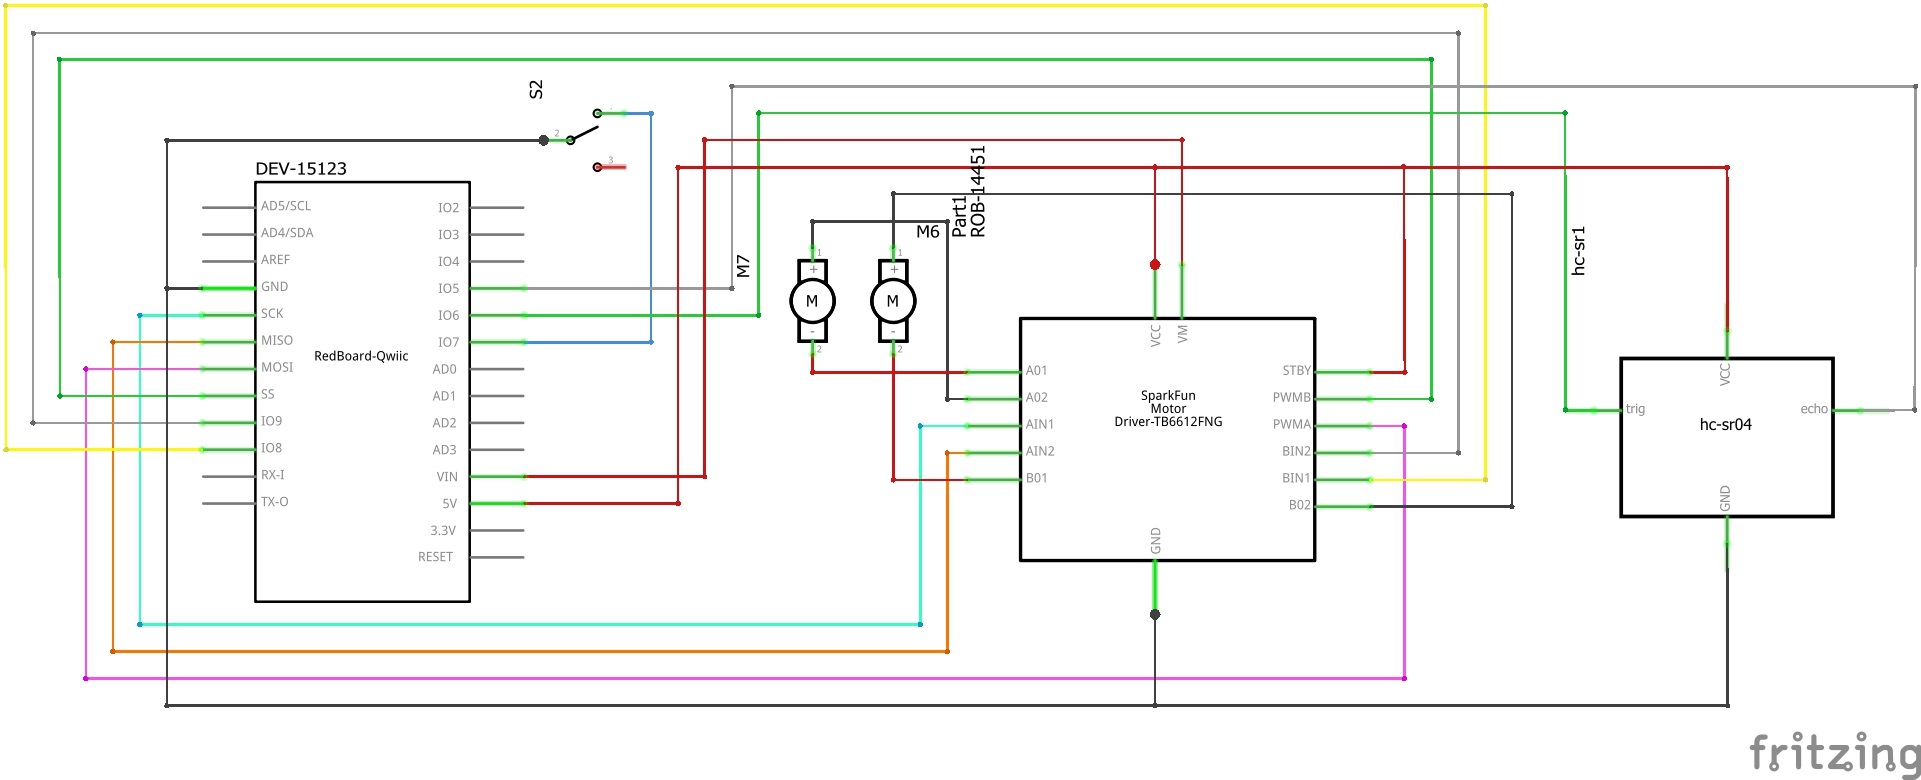 S2
1
2
3
DEV-15123
AD5/SCL
AD4/SDA
AREF
GND
SCK
MISO
MOSI
SS
IO9
IO8
RX-I
TX-O
RedBoard-Qwiic
IO2
IO3
IO4
IO5
IO6
IO7
AD0
AD1
AD2
AD3
VIN
5V
3.3V
RESET
M7
1
+
M
-
2
M6
1
+
M
-
2
Part1
ROB-14451
VCC
VM
A01
A02
AIN1
AIN2
B01
SparkFun
Motor
Driver-TB6612FNG
STBY
PWMB
PWMA
BIN2
BIN1
B02
GND
hc-sr1
VCC
trig
echo
hc-sr04
GND
fritzing